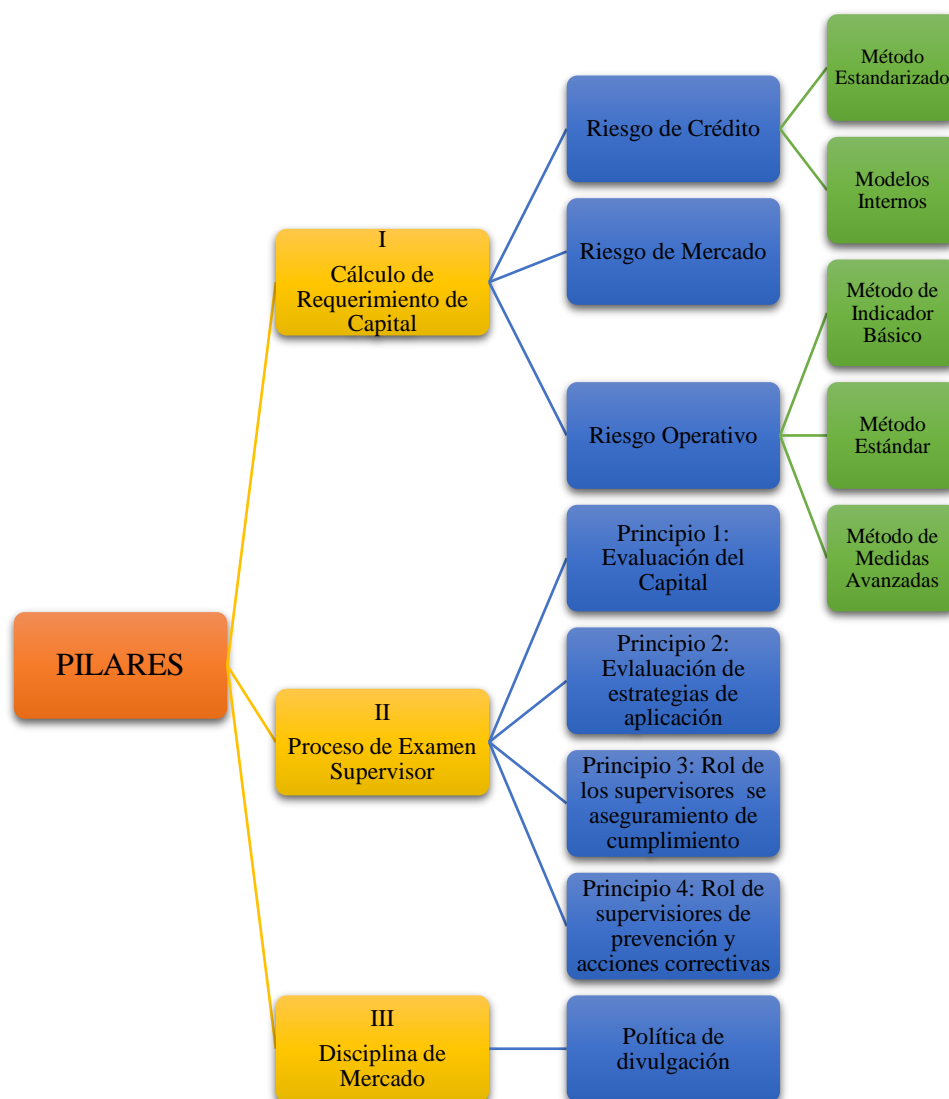 PILARES
I
Cálculo de
Requerimiento de
Capital
Riesgo de Crédito
Método
Estandarizado
Modelos
Internos
Riesgo de Mercado
Riesgo Operativo
Método de
Indicador
Básico
Método
Estándar
Método de
Medidas
Avanzadas
II
Proceso de Examen
Supervisor
Principio 1:
Evaluación del
Capital
Principio 2:
Evlaluación de
estrategias de
aplicación
Principio 3: Rol de
los supervisores  se
aseguramiento de
cumplimiento
Principio 4: Rol de
supervisiores de
prevención y
acciones correctivas
III
Disciplina de
Mercado
Política de
divulgación